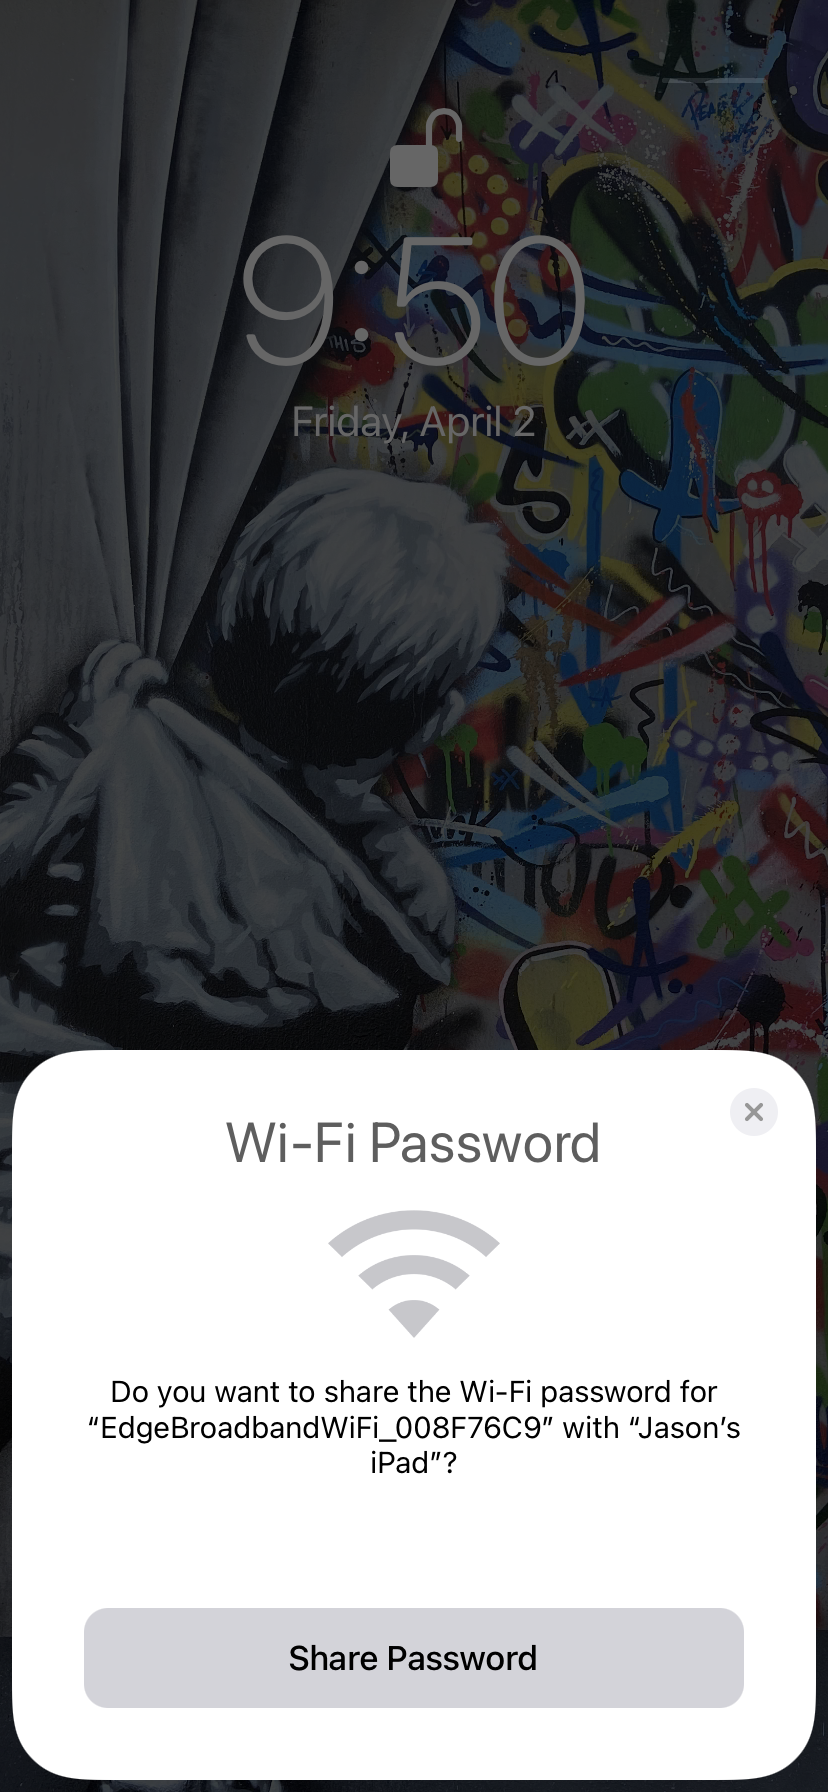 9:50
Friday, April 2
Wi-Fi Password
Do you want to share the Wi-Fi password for
“EdgeBroadbandWiFi_008F76C9” with “Jason’s
iPad”?
Share Password